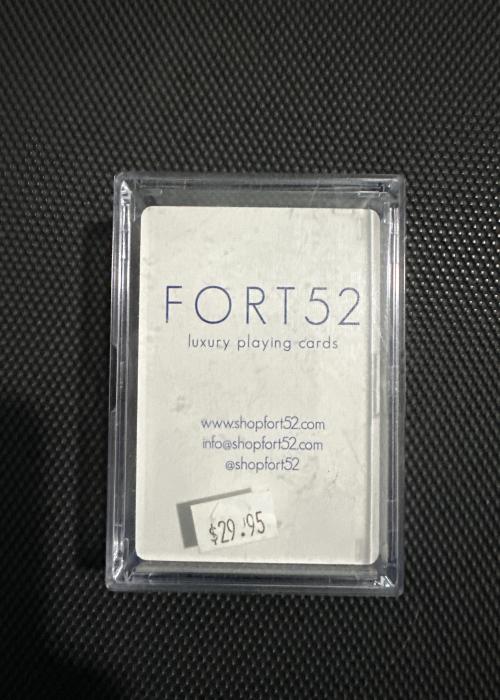 FORT52
luxury playing cards
www.shopfort52.com
info@shopfort52.com
@shopfort52
$29.95